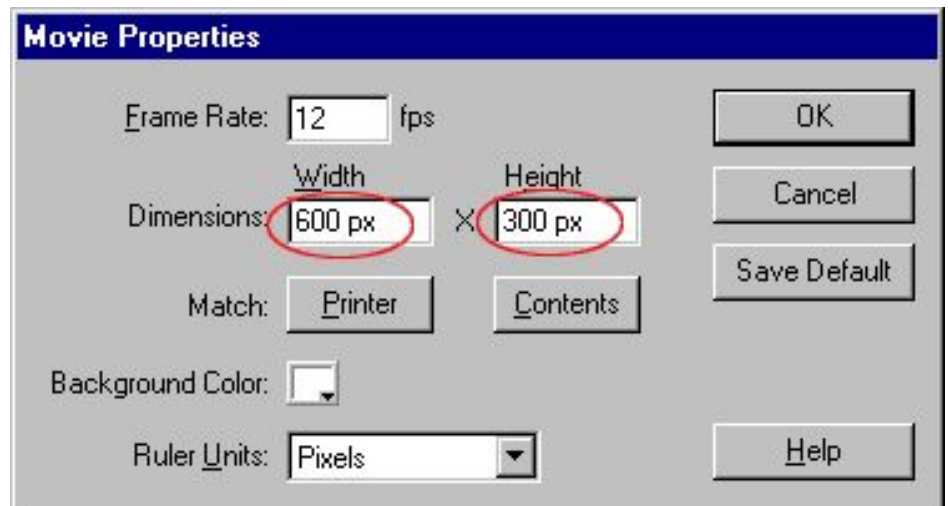 Movie Properties
Frame Rate: 12 fps
OK
Width Height
Dimensions: 600 px X 300 px
Cancel
Save Default
Match: Printer Contents
Background Color:
Ruler Units: Pixels
Help